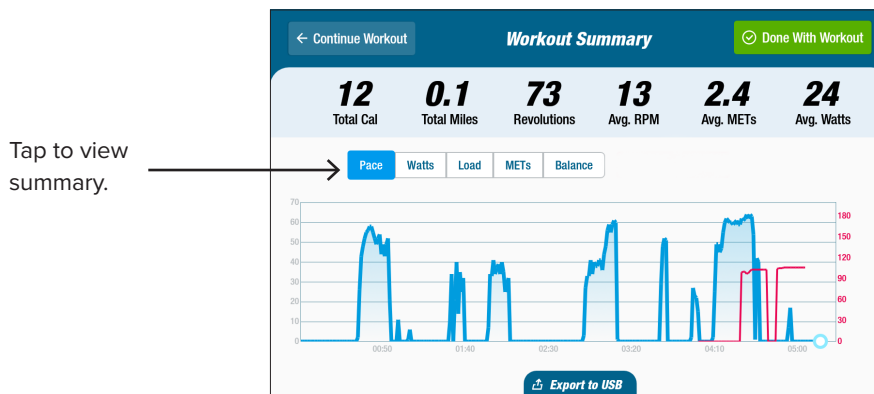 ← Continue Workout
Workout Summary
Done With Workout
12
0.1
73
13
2.4
24
Total Cal
Total Miles
Revolutions
Avg. RPM
Avg. METs
Avg. Watts
Tap to view
summary.
Pace
Watts
Load
METs
Balance
70
60
50
40
30
20
10
0
180
150
120
90
60
30
0
00:50
01:40
02:30
03:20
04:10
05:00
Export to USB